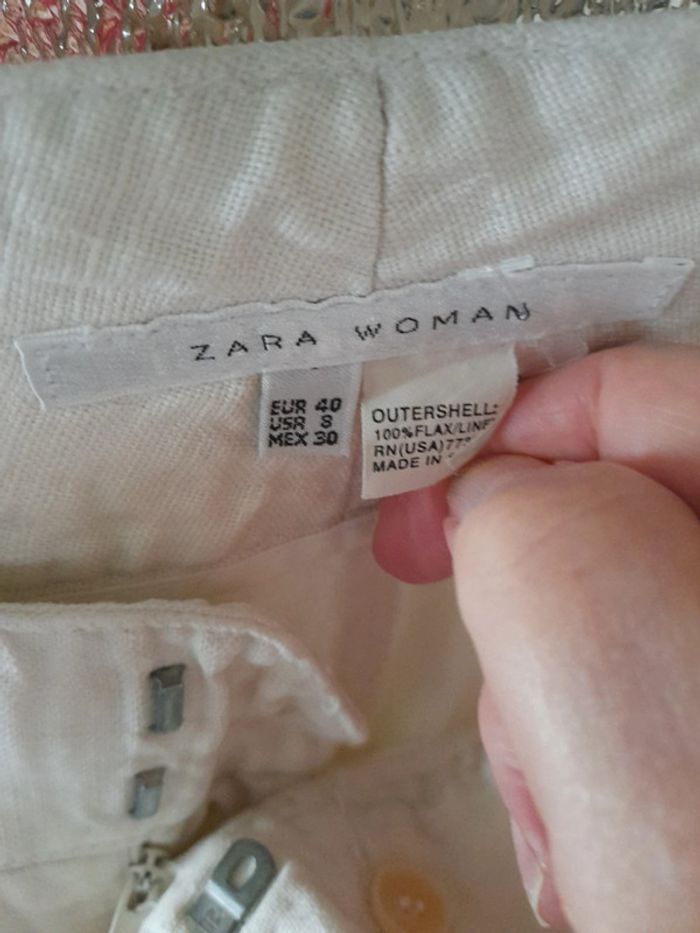 ZARA WOMAN
EUR 40
USA 8
MEX 30
OUTERSHELL:
100%FLAX/LINE
RN(USA)77
MADE IN